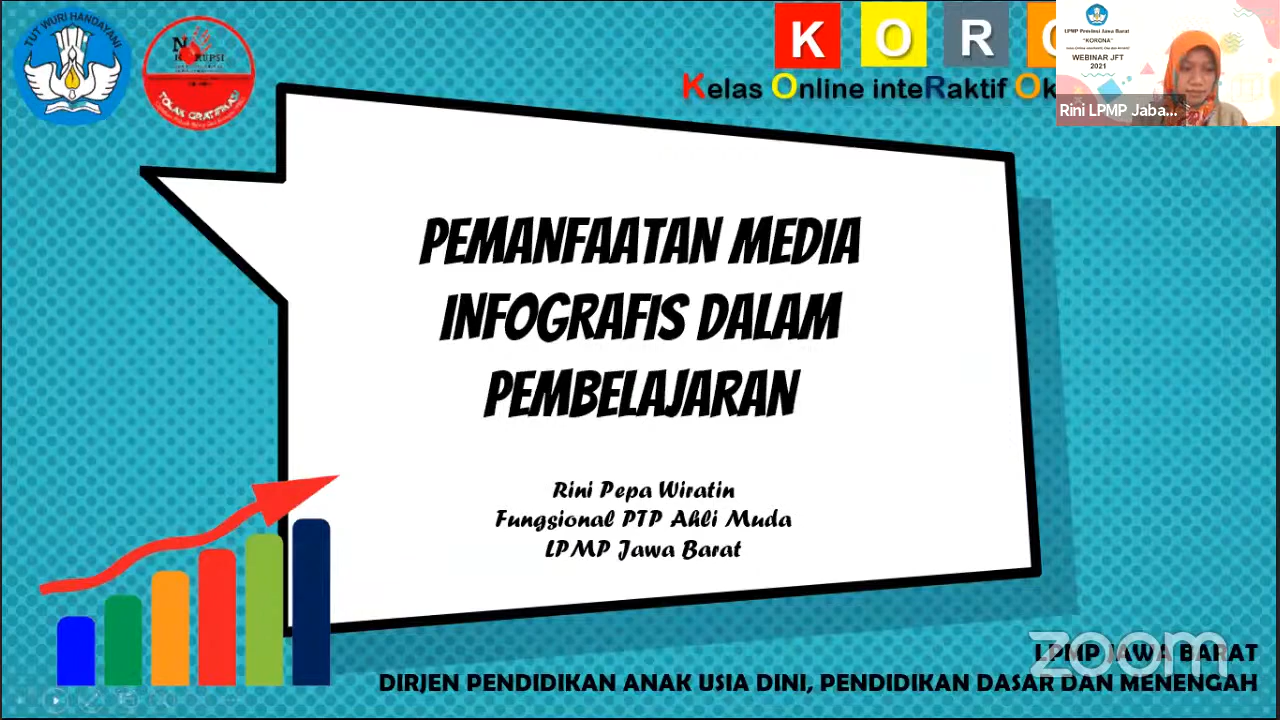 TUT WURI HANDAYANI
TOLAK GRATIFIKASI
K O R O
Kelas Online inteRaktif Ok
LPMP Provinsi Jawa Barat
"KORONA"
WEBINAR JFT
2021
Rini LPMP Jaba...
PEMANFAATAN MEDIA
INFOGRAFIS DALAM
PEMBELAJARAN
Rini Pepa Wiratin
Fungsional PTP Ahli Muda
LPMP Jawa Barat
zoom
LPMP JAWA BARAT
DIRJEN PENDIDIKAN ANAK USIA DINI, PENDIDIKAN DASAR DAN MENENGAH